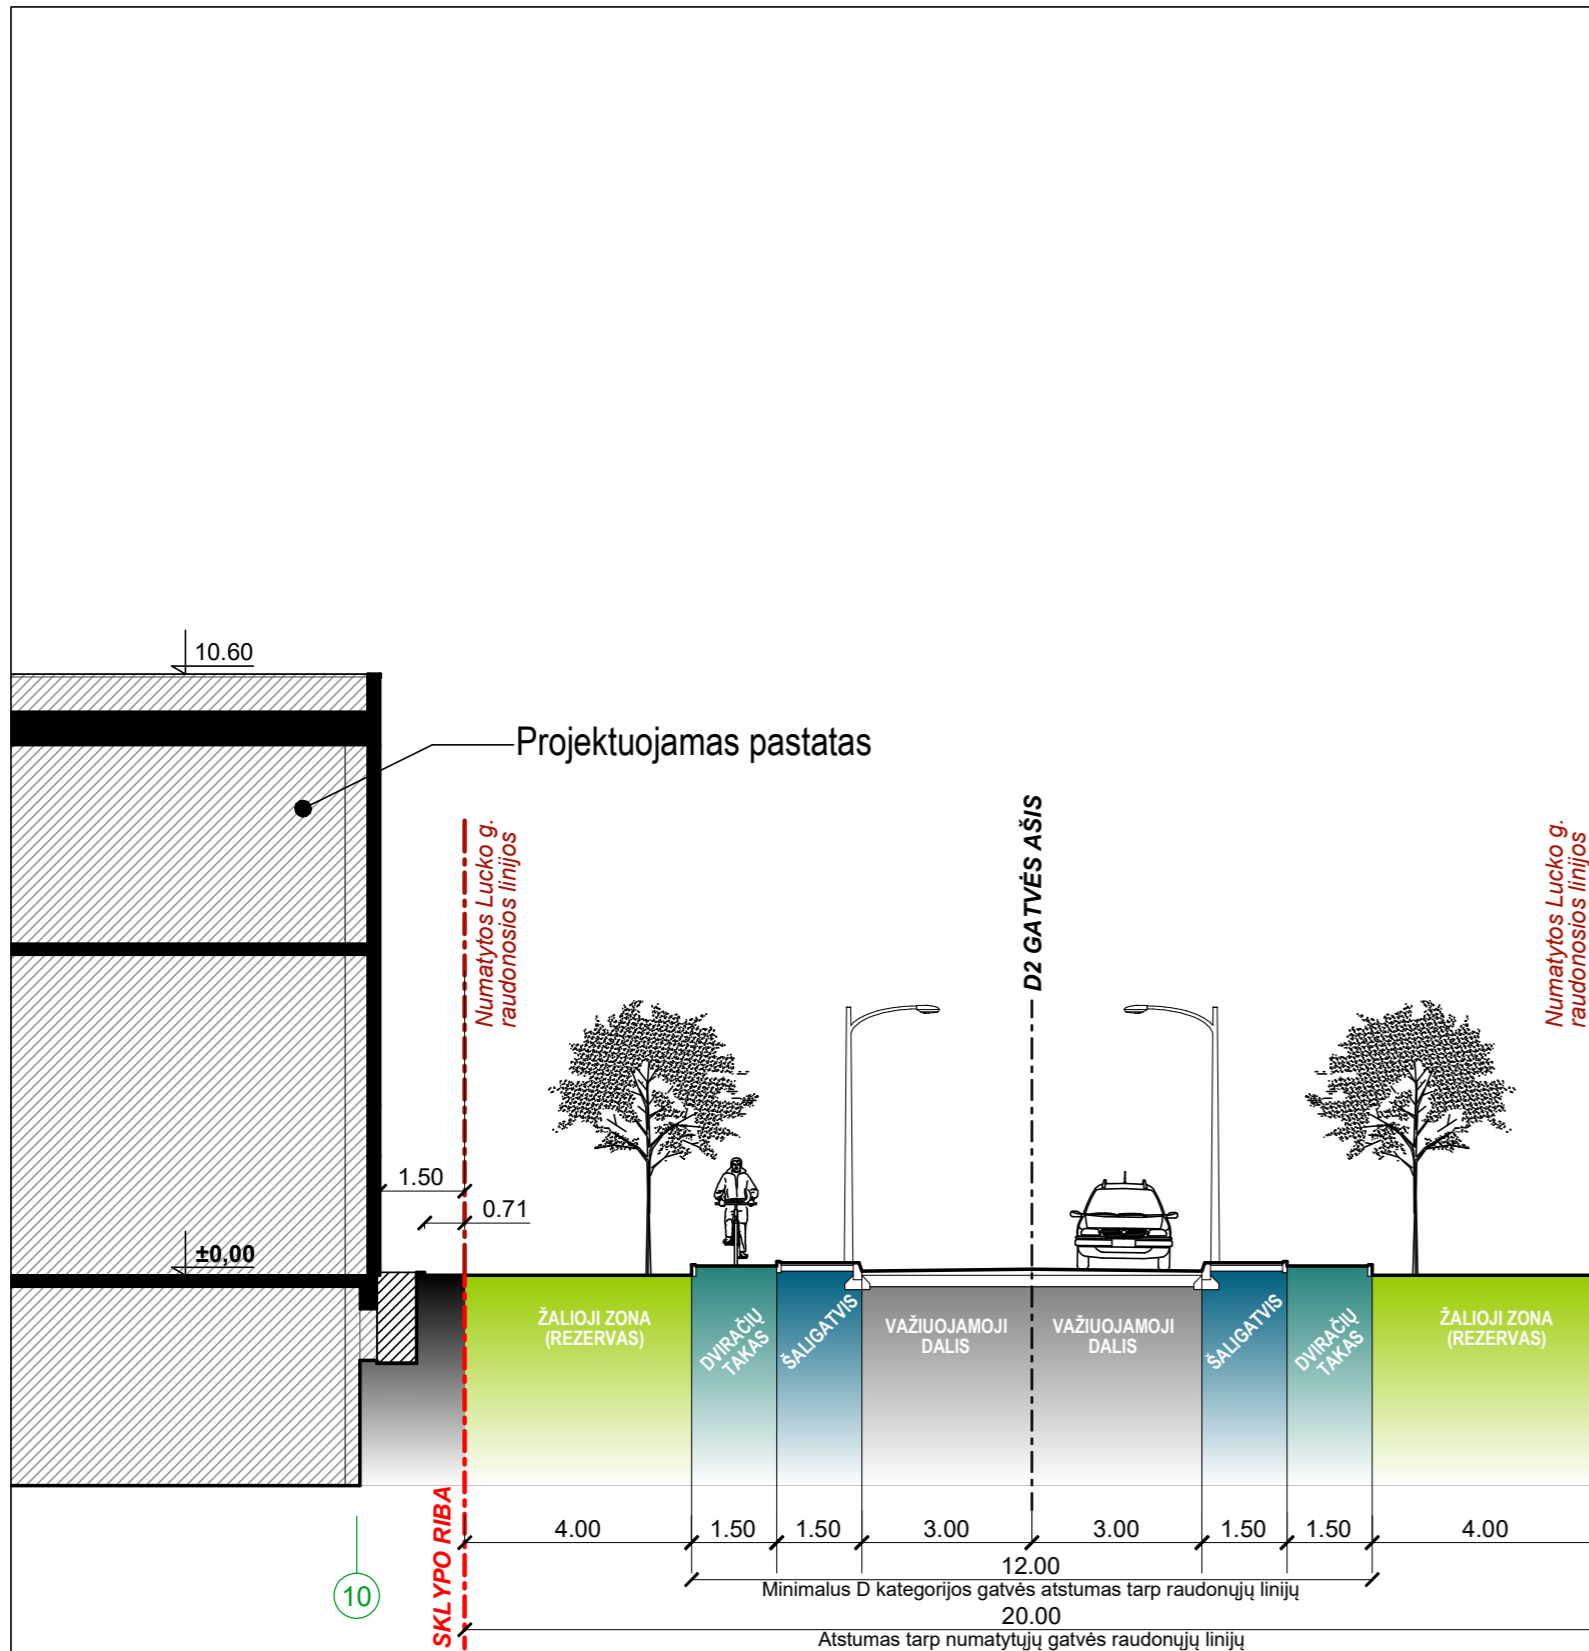 10.60
Projektuojamas pastatas
Numatytos Lucko g.
raudonosios linijos
D2 GATVĖS AŠIS
Numatytos Lucko g.
raudonosios linijos
1.50
0.71
±0,00
ŽALIOJI ZONA
(REZERVAS)
DVIRAČIŲ
TAKAS
ŠALIGATVIS
VAŽIUOJAMOJI
DALIS
VAŽIUOJAMOJI
DALIS
ŠALIGATVIS
DVIRAČIŲ
TAKAS
ŽALIOJI ZONA
(REZERVAS)
SKLYPO RIBA
4.00
1.50
1.50
3.00
3.00
1.50
1.50
4.00
12.00
Minimalus D kategorijos gatvės atstumas tarp raudonųjų linijų
10
20.00
Atstumas tarp numatytųjų gatvės raudonųjų linijų